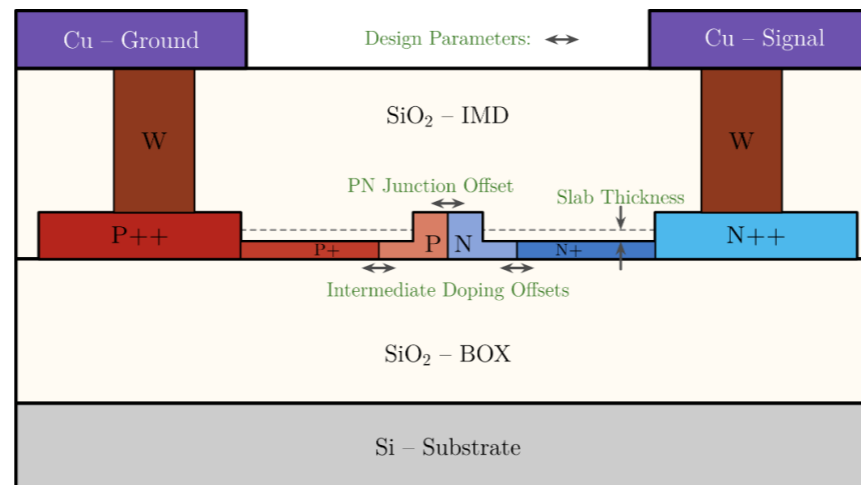 Cu – Ground
Design Parameters:
Cu – Signal
SiO₂ – IMD
W
W
PN Junction Offset
Slab Thickness
P++
P+
P
N
N+
N++
Intermediate Doping Offsets
SiO₂ – BOX
Si – Substrate